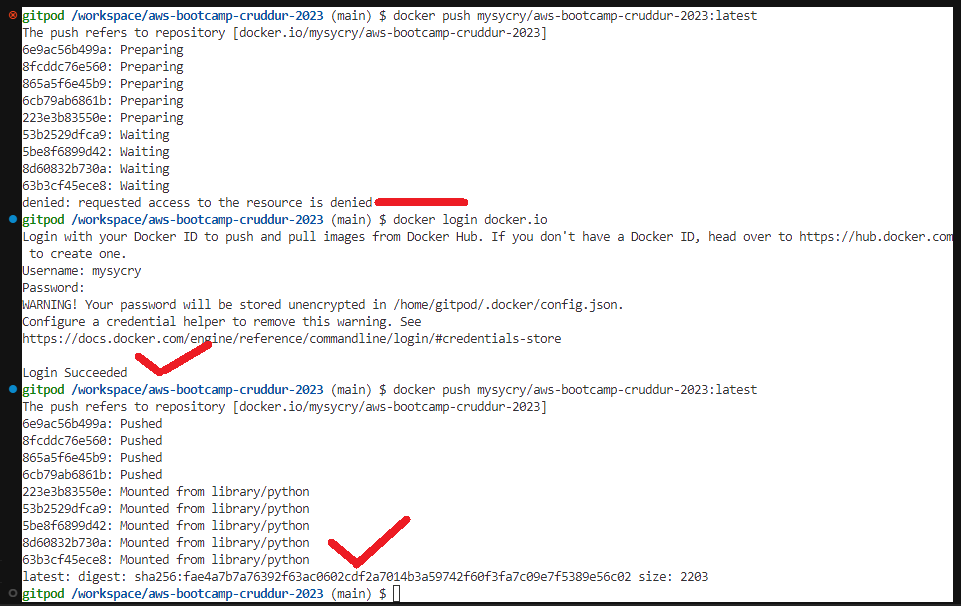 gitpod /workspace/aws-bootcamp-cruddur-2023 (main) $ docker push mysycry/aws-bootcamp-cruddur-2023:latest
The push refers to repository [docker.io/mysycry/aws-bootcamp-cruddur-2023]
6e9ac56b499a: Preparing
8fcddc76e560: Preparing
865a5f6e45b9: Preparing
6cb79ab6861b: Preparing
223e3b83550e: Preparing
53b2529dfca9: Waiting
5be8f6899d42: Waiting
8d60832b730a: Waiting
63b3cf45ece8: Waiting
denied: requested access to the resource is denied
gitpod /workspace/aws-bootcamp-cruddur-2023 (main) $ docker login docker.io
Login with your Docker ID to push and pull images from Docker Hub. If you don't have a Docker ID, head over to https://hub.docker.com
 to create one.
Username: mysycry
Password:
WARNING! Your password will be stored unencrypted in /home/gitpod/.docker/config.json.
Configure a credential helper to remove this warning. See
https://docs.docker.com/engine/reference/commandline/login/#credentials-store
Login Succeeded
gitpod /workspace/aws-bootcamp-cruddur-2023 (main) $ docker push mysycry/aws-bootcamp-cruddur-2023:latest
The push refers to repository [docker.io/mysycry/aws-bootcamp-cruddur-2023]
6e9ac56b499a: Pushed
8fcddc76e560: Pushed
865a5f6e45b9: Pushed
6cb79ab6861b: Pushed
223e3b83550e: Mounted from library/python
53b2529dfca9: Mounted from library/python
5be8f6899d42: Mounted from library/python
8d60832b730a: Mounted from library/python
63b3cf45ece8: Mounted from library/python
latest: digest: sha256:fae4a7b7a76392f63ac0602cdf2a7014b3a59742f60f3fa7c09e7f5389e56c02 size: 2203
gitpod /workspace/aws-bootcamp-cruddur-2023 (main) $